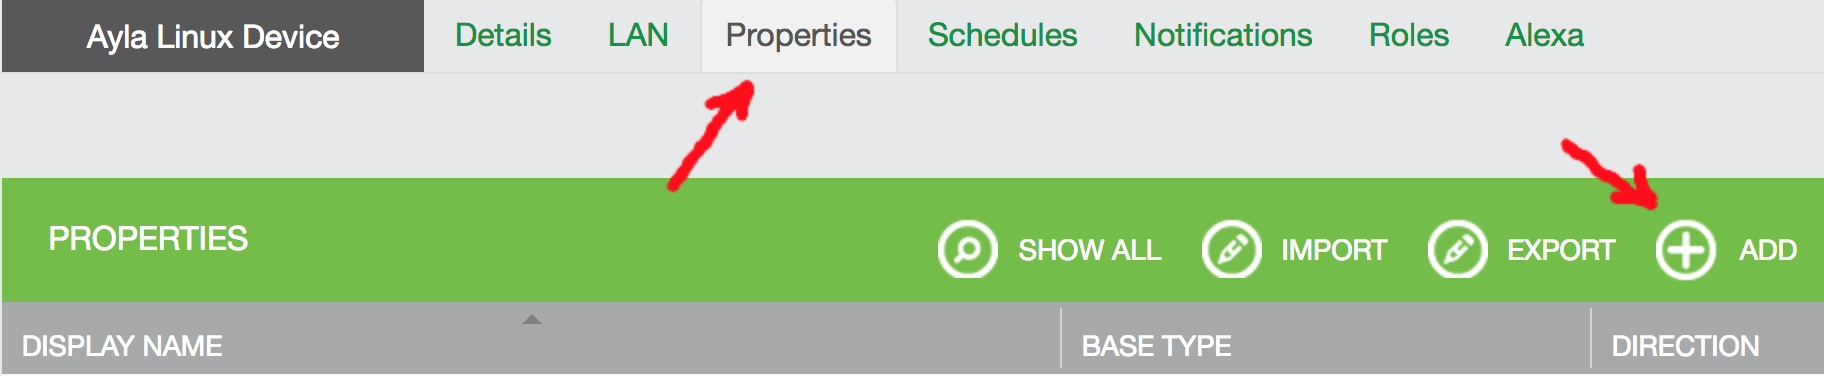 Ayla Linux Device Details LAN Properties Schedules Notifications Roles Alexa
PROPERTIES SHOW ALL IMPORT EXPORT ADD
DISPLAY NAME BASE TYPE DIRECTION